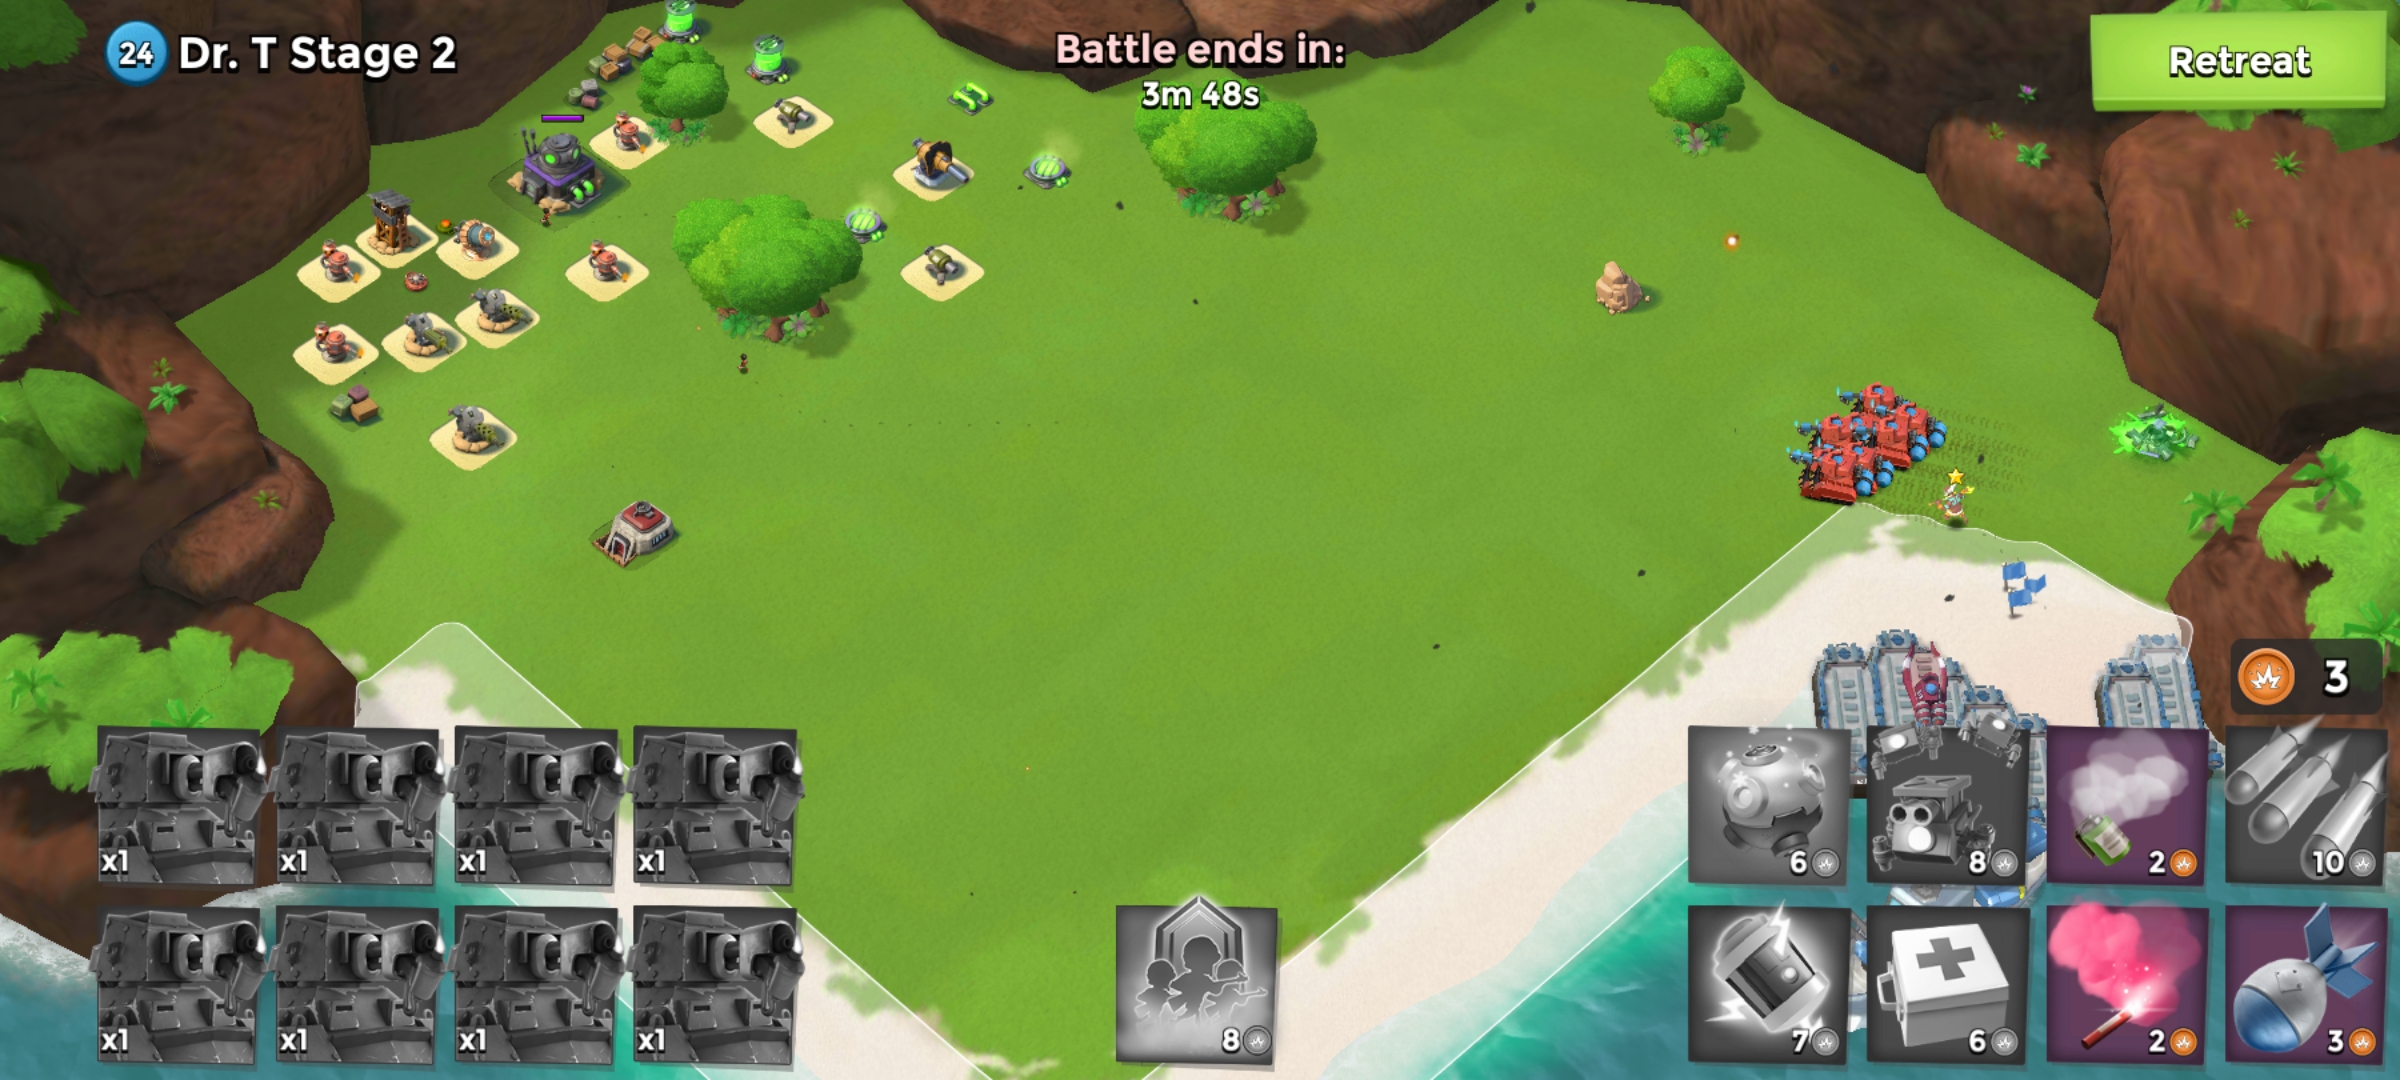 24 Dr. T Stage 2
Battle ends in:
3m 48s
Retreat
3
x1 x1 x1 x1
6 8 2 10
x1 x1 x1 x1
8
7 6 2 3